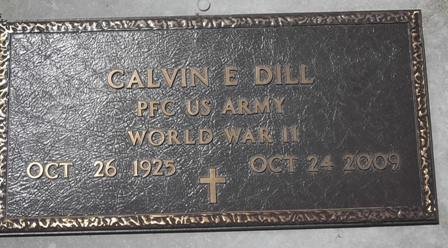 CALVIN E DILL
PFC US ARMY
WORLD WAR II
OCT 26 1925 OCT 24 2009